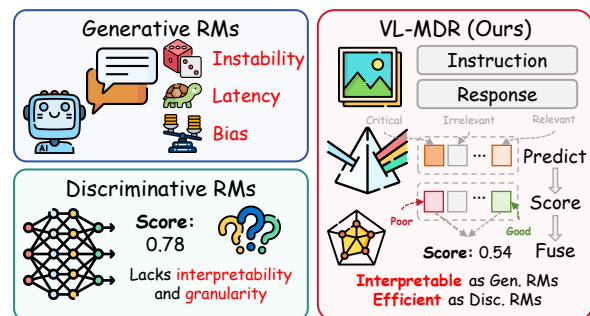 Generative RMs
Instability
Latency
Bias
AI
Discriminative RMs
Score:
0.78
Lacks interpretability
and granularity
VL-MDR (Ours)
Instruction
Response
Critical
Irrelevant
Relevant
... Predict
Poor
... Score
Good
Score: 0.54
Fuse
Interpretable as Gen. RMs
Efficient as Disc. RMs